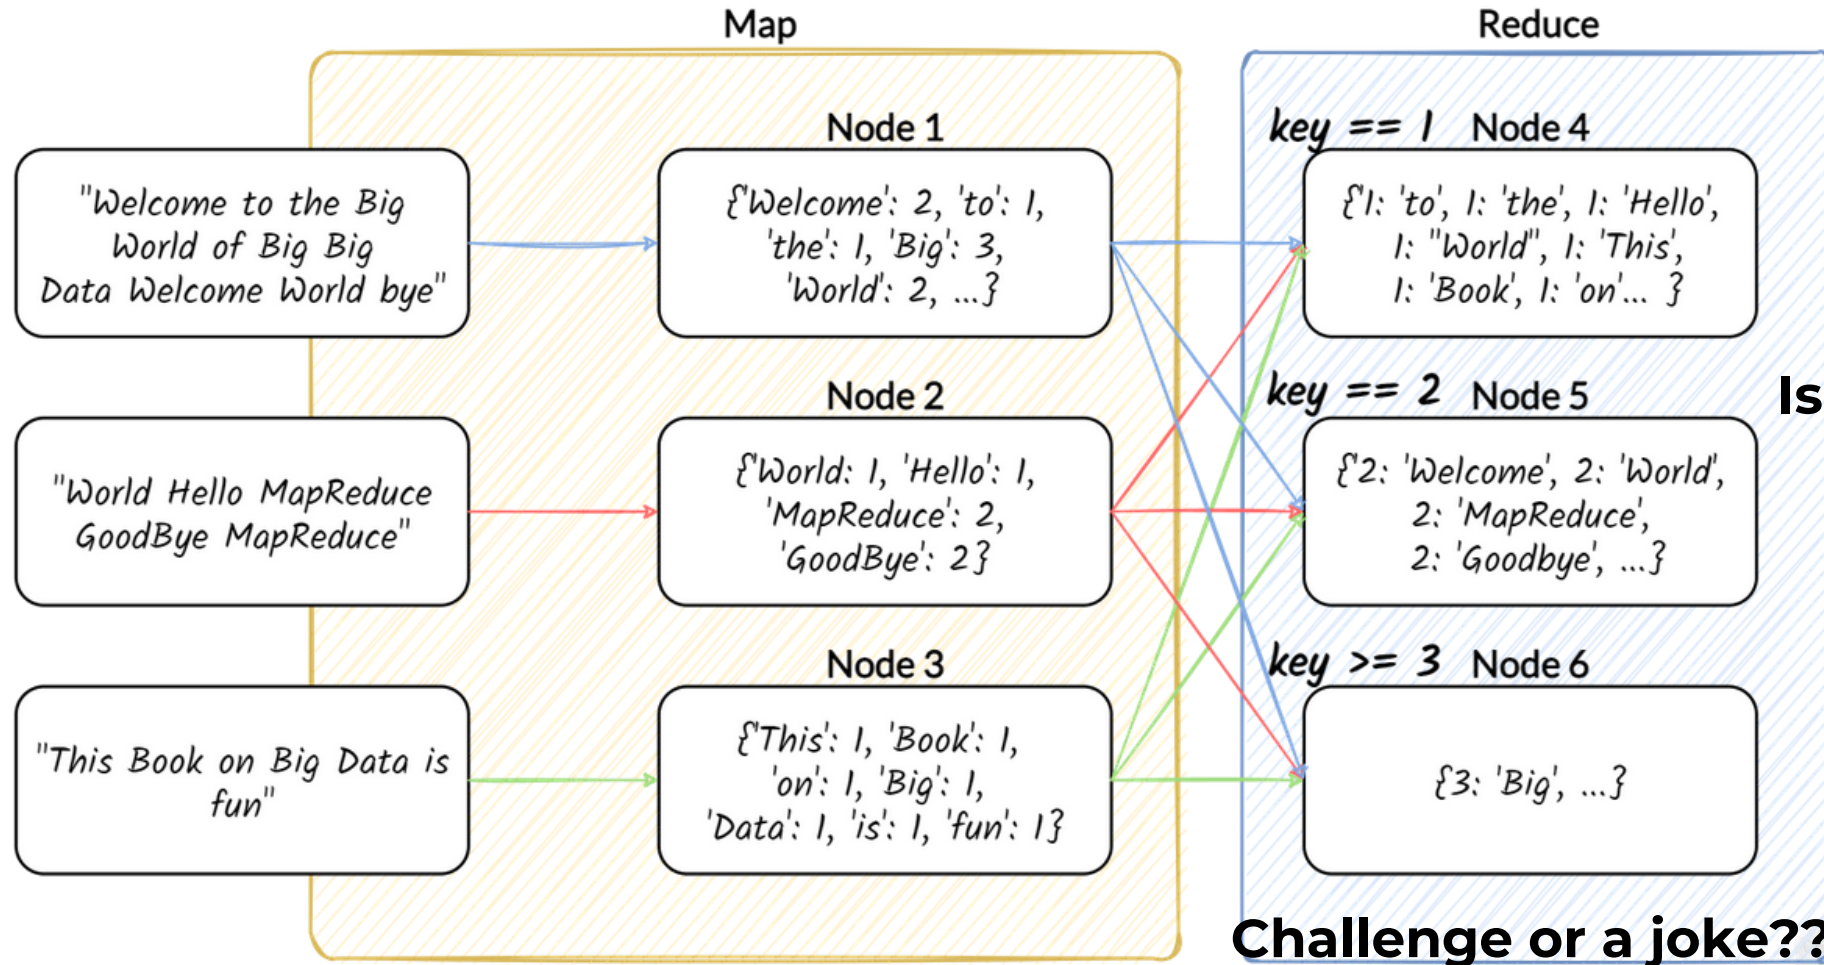 Map
Reduce
"Welcome to the Big
World of Big Big
Data Welcome World bye"
Node 1
{'Welcome': 2, 'to': 1,
'the': 1, 'Big': 3,
'World': 2, ...}
key == 1 Node 4
{'1: 'to', 1: 'the', 1: 'Hello',
1: "World", 1: 'This',
1: 'Book', 1: 'on'... }
Is
"World Hello MapReduce
GoodBye MapReduce"
Node 2
{'World: 1, 'Hello': 1,
'MapReduce': 2,
'GoodBye': 2}
key == 2 Node 5
{'2: 'Welcome', 2: 'World',
2: 'MapReduce',
2: 'Goodbye', ...}
"This Book on Big Data is
fun"
Node 3
{'This': 1, 'Book': 1,
'on': 1, 'Big': 1,
'Data': 1, 'is': 1, 'fun': 1}
key >= 3 Node 6
{3: 'Big', ...}
Challenge or a joke??